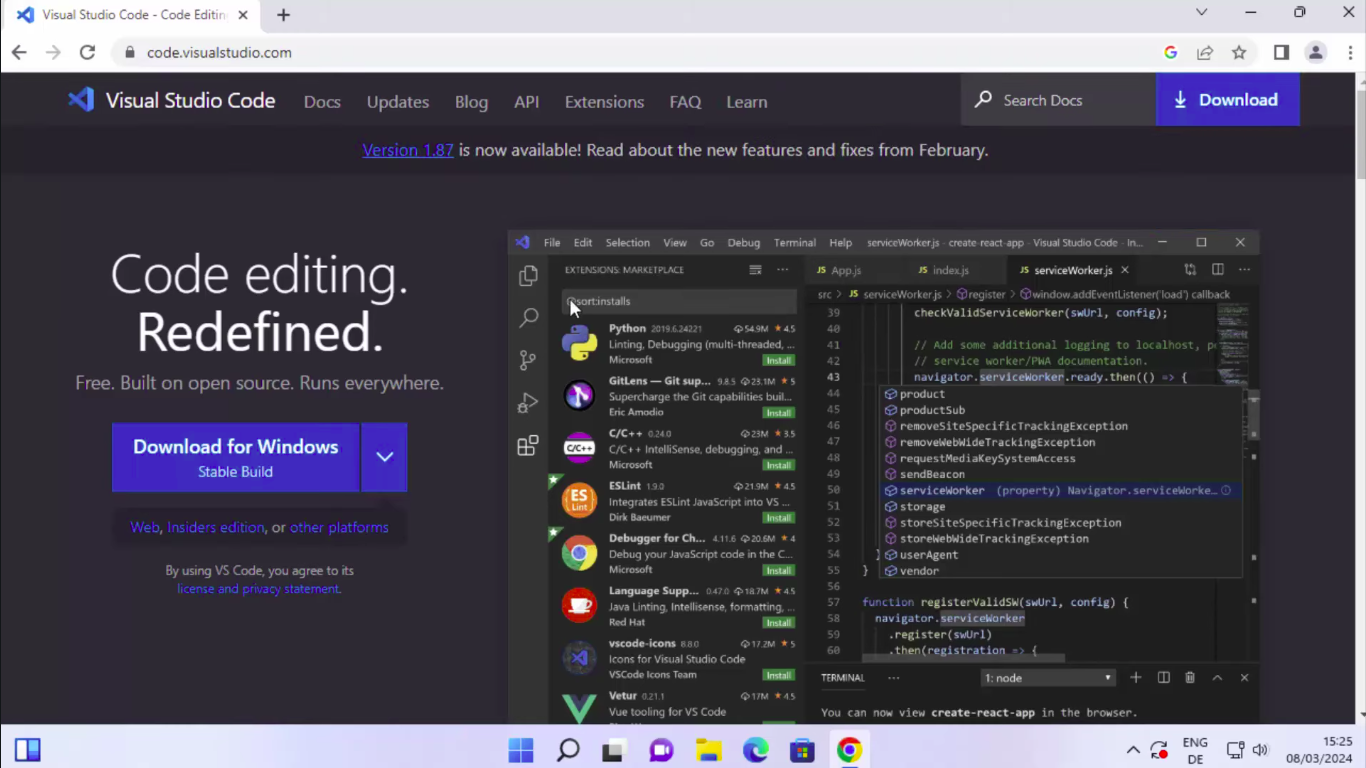 Visual Studio Code - Code Editin
code.visualstudio.com
Visual Studio Code Docs Updates Blog API Extensions FAQ Learn Search Docs Download
Version 1.87 is now available! Read about the new features and fixes from February.
Code editing.
Redefined.
Free. Built on open source. Runs everywhere.
Download for Windows
Stable Build
Web, Insiders edition, or other platforms
By using VS Code, you agree to its
license and privacy statement.
File Edit Selection View Go Debug Terminal Help serviceWorker.js - create-react-app - Visual Studio Code - In...
EXTENSIONS: MARKETPLACE
@sort:installs
Python 2019.6.24221 54.9M 4.5
Linting, Debugging (multi-threaded, ...
Microsoft Install
GitLens — Git sup... 9.8.5 23.1M 5
Supercharge the Git capabilities buil...
Eric Amodio Install
C/C++ 0.24.0 23M 3.5
C/C++ IntelliSense, debugging, and ...
Microsoft Install
ESLint 1.9.0 21.9M 4.5
Integrates ESLint JavaScript into VS ...
Dirk Baeumer Install
Debugger for Ch... 4.11.6 20.6M 4
Debug your JavaScript code in the C...
Microsoft Install
Language Supp... 0.47.0 18.7M 4.5
Java Linting, Intellisense, formatting, ...
Red Hat Install
vscode-icons 8.8.0 17.2M 5
Icons for Visual Studio Code
VSCode Icons Team Install
Vetur 0.21.1 17M 4.5
Vue tooling for VS Code
JS App.js JS index.js JS serviceWorker.js
src JS serviceWorker.js register window.addEventListener('load') callback
39 checkValidServiceWorker(swUrl, config);
40
41 // Add some additional logging to localhost, p
42 // service worker/PWA documentation.
43 navigator.serviceWorker.ready.then(() => {
44 product
45 productSub
46 removeSiteSpecificTrackingException
47 removeWebWideTrackingException
48 requestMediaKeySystemAccess
49 sendBeacon
50 serviceWorker (property) Navigator.serviceWorke...
51 storage
52 storeSiteSpecificTrackingException
53 storeWebWideTrackingException
54 } userAgent
55 } vendor
56
57 function registerValidSW(swUrl, config) {
58 navigator.serviceWorker
59 .register(swUrl)
60 .then(registration => {
TERMINAL ... 1: node
You can now view create-react-app in the browser.
ENG 15:25
DE 08/03/2024